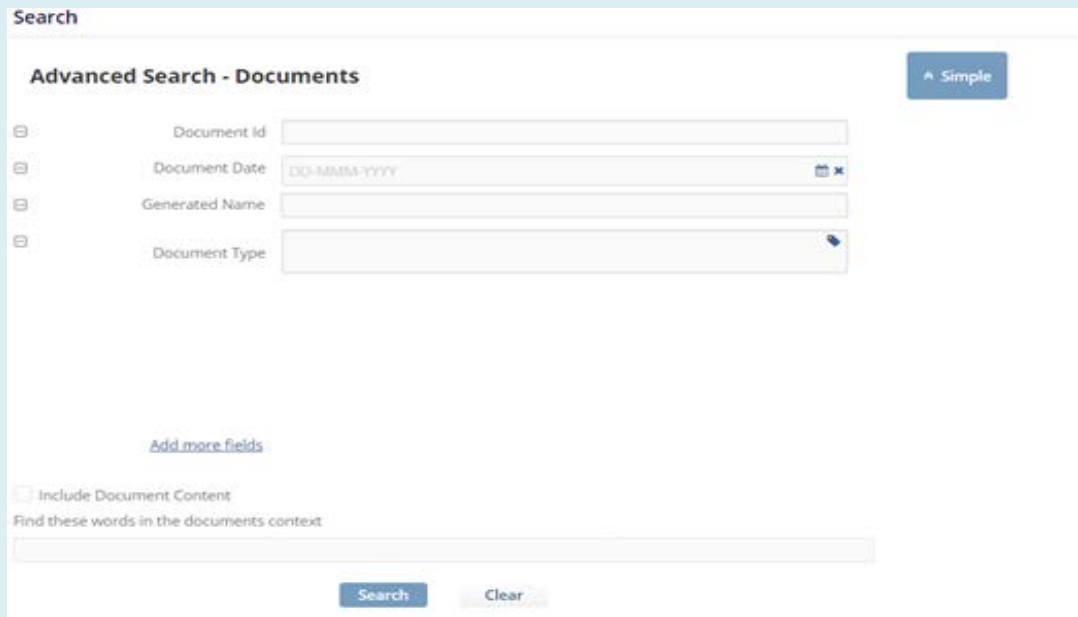 Search
Advanced Search - Documents
Simple
Document Id
Document Date DD-MMM-YYYY
Generated Name
Document Type
Add more fields
Include Document Content
Find these words in the documents context
Search Clear